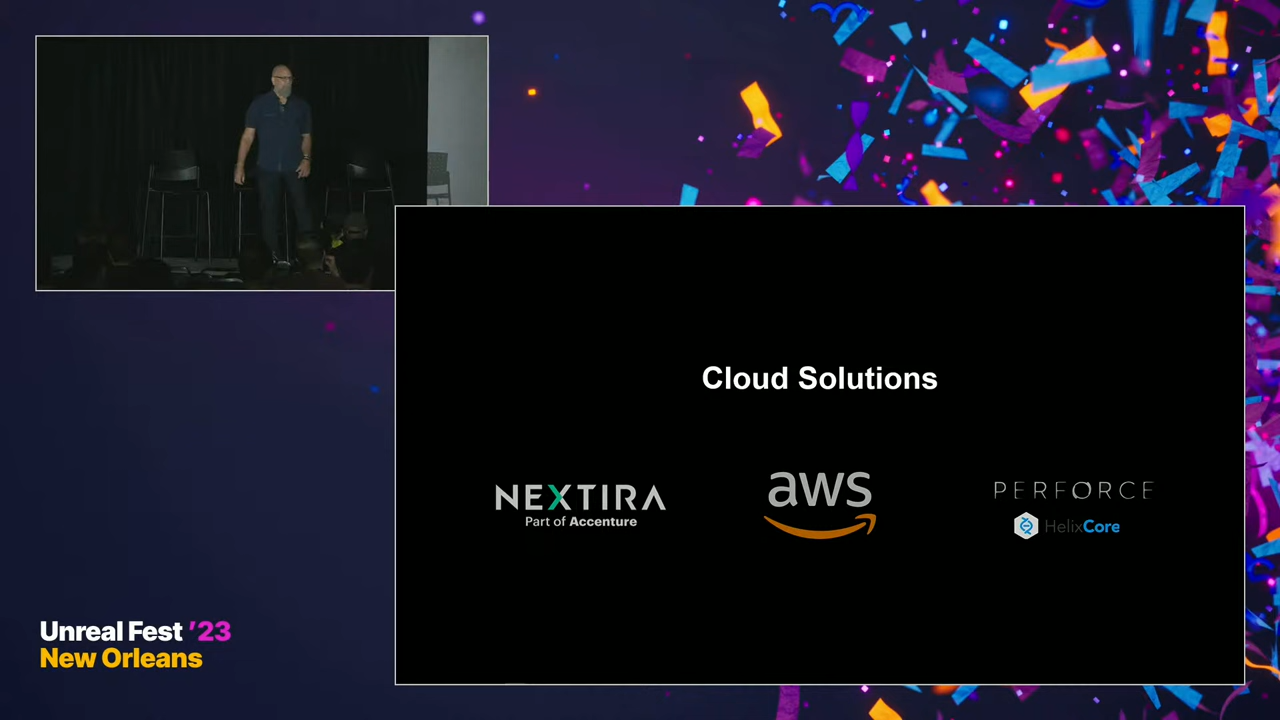 Cloud Solutions
NEXTIRA
Part of Accenture
aws
PERFORCE
HelixCore
Unreal Fest '23
New Orleans